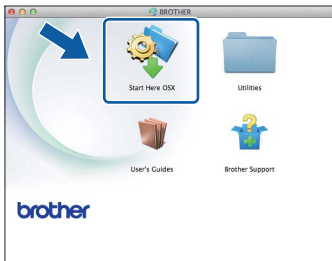 BROTHER
Start Here OSX
Utilities
User's Guides
Brother Support
brother